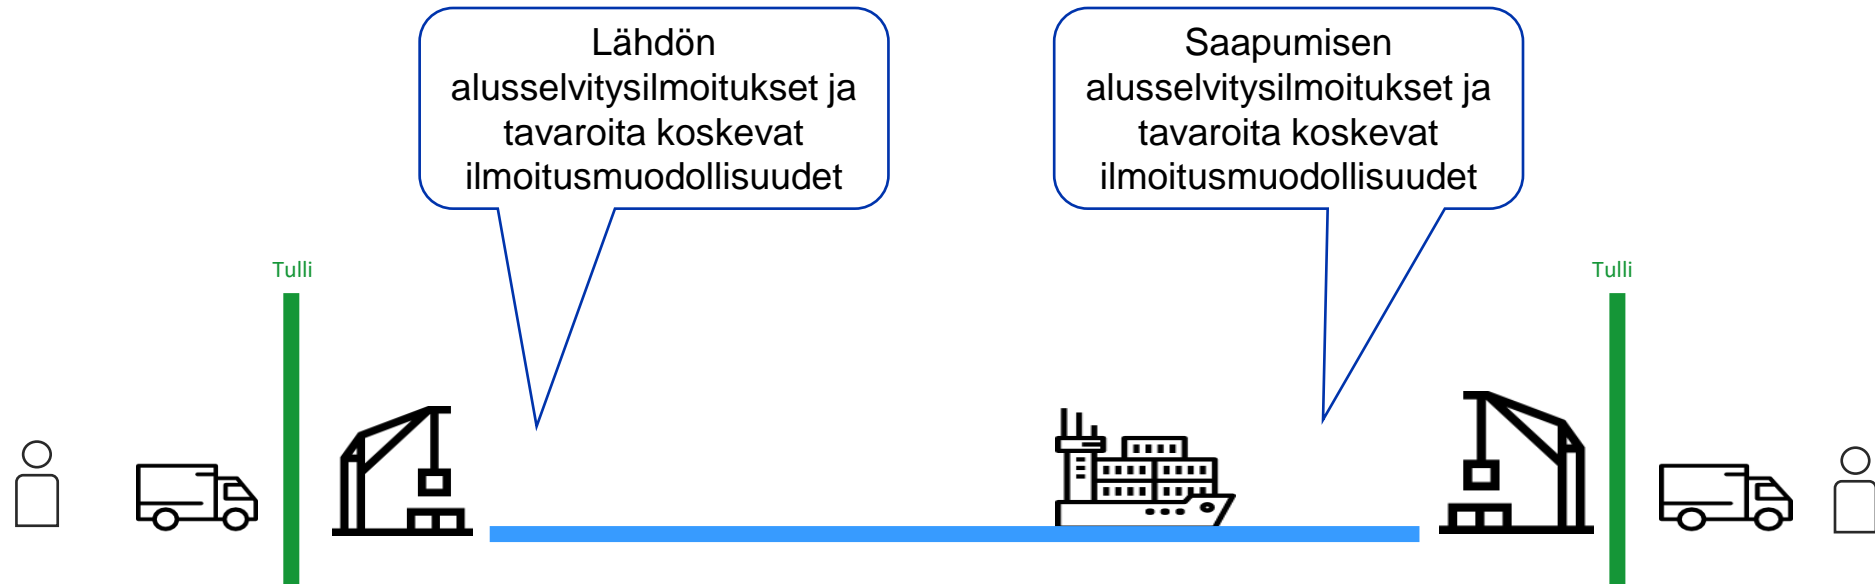 Lähdön
alusselvitysilmoitukset ja
tavaroita koskevat
ilmoitusmuodollisuudet
Saapumisen
alusselvitysilmoitukset ja
tavaroita koskevat
ilmoitusmuodollisuudet
Tulli
Tulli